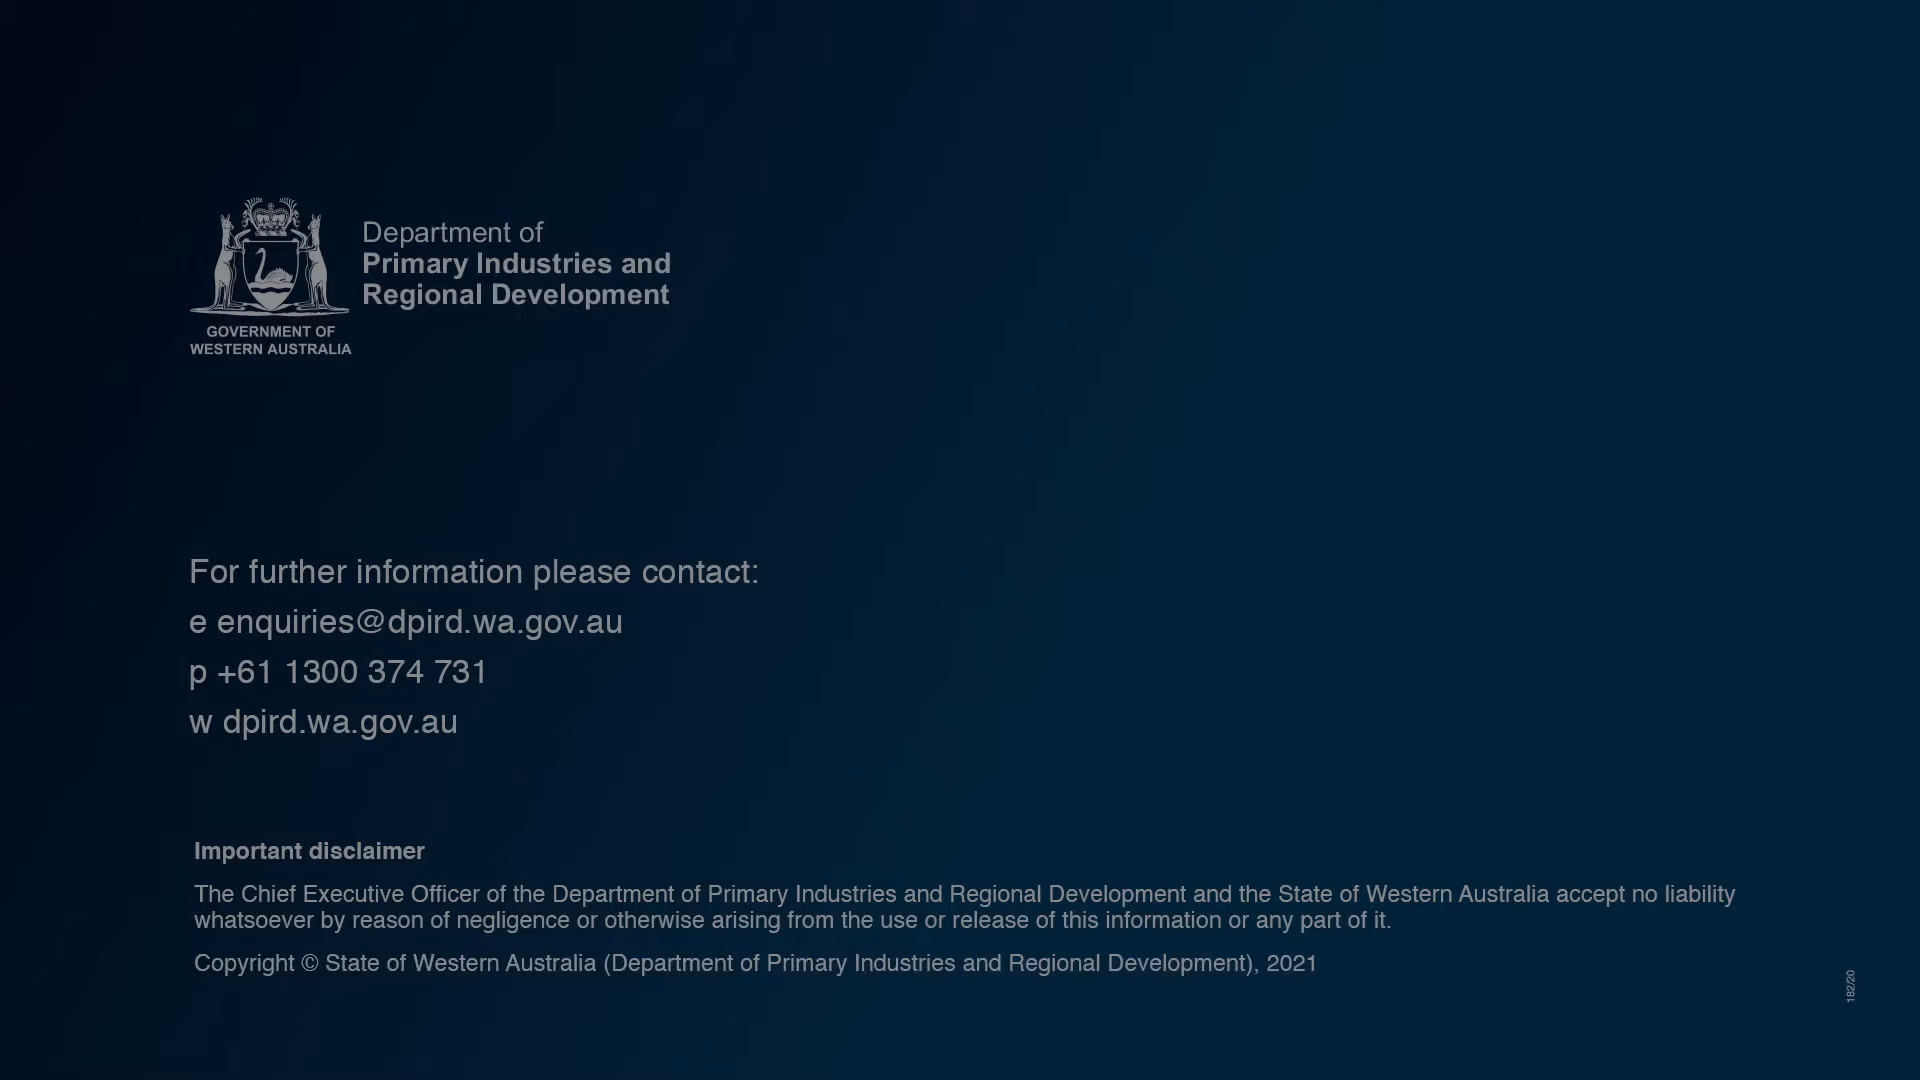 Department of
Primary Industries and
Regional Development
GOVERNMENT OF
WESTERN AUSTRALIA
For further information please contact:
e enquiries@dpird.wa.gov.au
p +61 1300 374 731
w dpird.wa.gov.au
Important disclaimer
The Chief Executive Officer of the Department of Primary Industries and Regional Development and the State of Western Australia accept no liability
whatsoever by reason of negligence or otherwise arising from the use or release of this information or any part of it.
Copyright © State of Western Australia (Department of Primary Industries and Regional Development), 2021
182/20